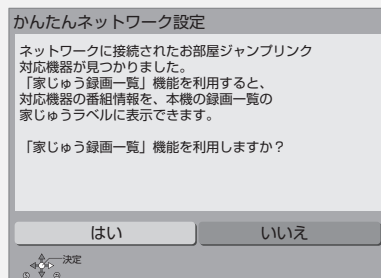 かんたんネットワーク設定
ネットワークに接続されたお部屋ジャンプリンク
対応機器が見つかりました。
「家じゅう録画一覧」機能を利用すると、
対応機器の番組情報を、本機の録画一覧の
家じゅうラベルに表示できます。
「家じゅう録画一覧」機能を利用しますか？
はい
いいえ
決定